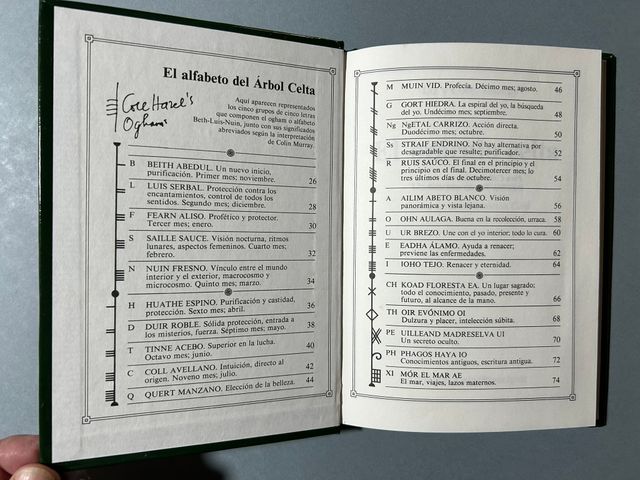 El alfabeto del Árbol Celta
Coll Hazel's
Ogham
Aquí aparecen representados
los cinco grupos de cinco letras
que componen el ogham o alfabeto
Beth-Luis-Nuin, junto con sus significados
abreviados según la interpretación
de Colin Murray.
B BEITH ABEDUL. Un nuevo inicio,
purificación. Primer mes; noviembre. 26
L LUIS SERBAL. Protección contra los
encantamientos, control de todos los
sentidos. Segundo mes; diciembre 28
F FEARN ALISO. Profético y protector.
Tercer mes; enero. 30
S SAILLE SAUCE. Visión nocturna, ritmos
lunares, aspectos femeninos. Cuarto mes;
febrero. 32
N NUIN FRESNO. Vínculo entre el mundo
interior y el exterior, macrocosmo y
microcosmo. Quinto mes; marzo. 34
H HUATHE ESPINO. Purificación y castidad,
protección. Sexto mes; abril. 36
D DUIR ROBLE. Sólida protección, entrada a
los misterios, fuerza. Séptimo mes; mayo. 38
T TINNE ACEBO. Superior en la lucha.
Octavo mes; junio. 40
C COLL AVELLANO. Intuición, directo al
origen. Noveno mes; julio. 42
Q QUERT MANZANO. Elección de la belleza. 44
M MUIN VID. Profecía. Décimo mes; agosto. 46
G GORT HIEDRA. La espiral del yo, la búsqueda
del yo. Undécimo mes; septiembre. 48
Ng NgETAL CARRIZO. Acción directa.
Duodécimo mes; octubre. 50
Ss STRAIF ENDRINO. No hay alternativa por
desagradable que resulte; purificador. 52
R RUIS SAÚCO. El final en el principio y el
principio en el final. Decimotercer mes; lo
tres últimos días de octubre. 54
A AILIM ABETO BLANCO. Visión
panorámica y vista lejana. 56
O OHN AULAGA. Buena en la recolección, urraca. 58
U UR BREZO. Une con el yo interior; todo lo cura. 60
E EADHA ÁLAMO. Ayuda a renacer;
previene las enfermedades. 62
I IOHO TEJO. Renacer y eternidad. 64
CH KOAD FLORESTA EA. Un lugar sagrado;
todo el conocimiento, pasado, presente y
futuro, al alcance de la mano. 66
TH OIR EVÓNIMO OI
Dulzura y placer, intelección súbita. 68
PE UILLEAND MADRESELVA UI
Un secreto oculto. 70
PH PHAGOS HAYA IO
Conocimientos antiguos, escritura antigua. 72
XI MÓR EL MAR AE
El mar, viajes, lazos maternos. 74